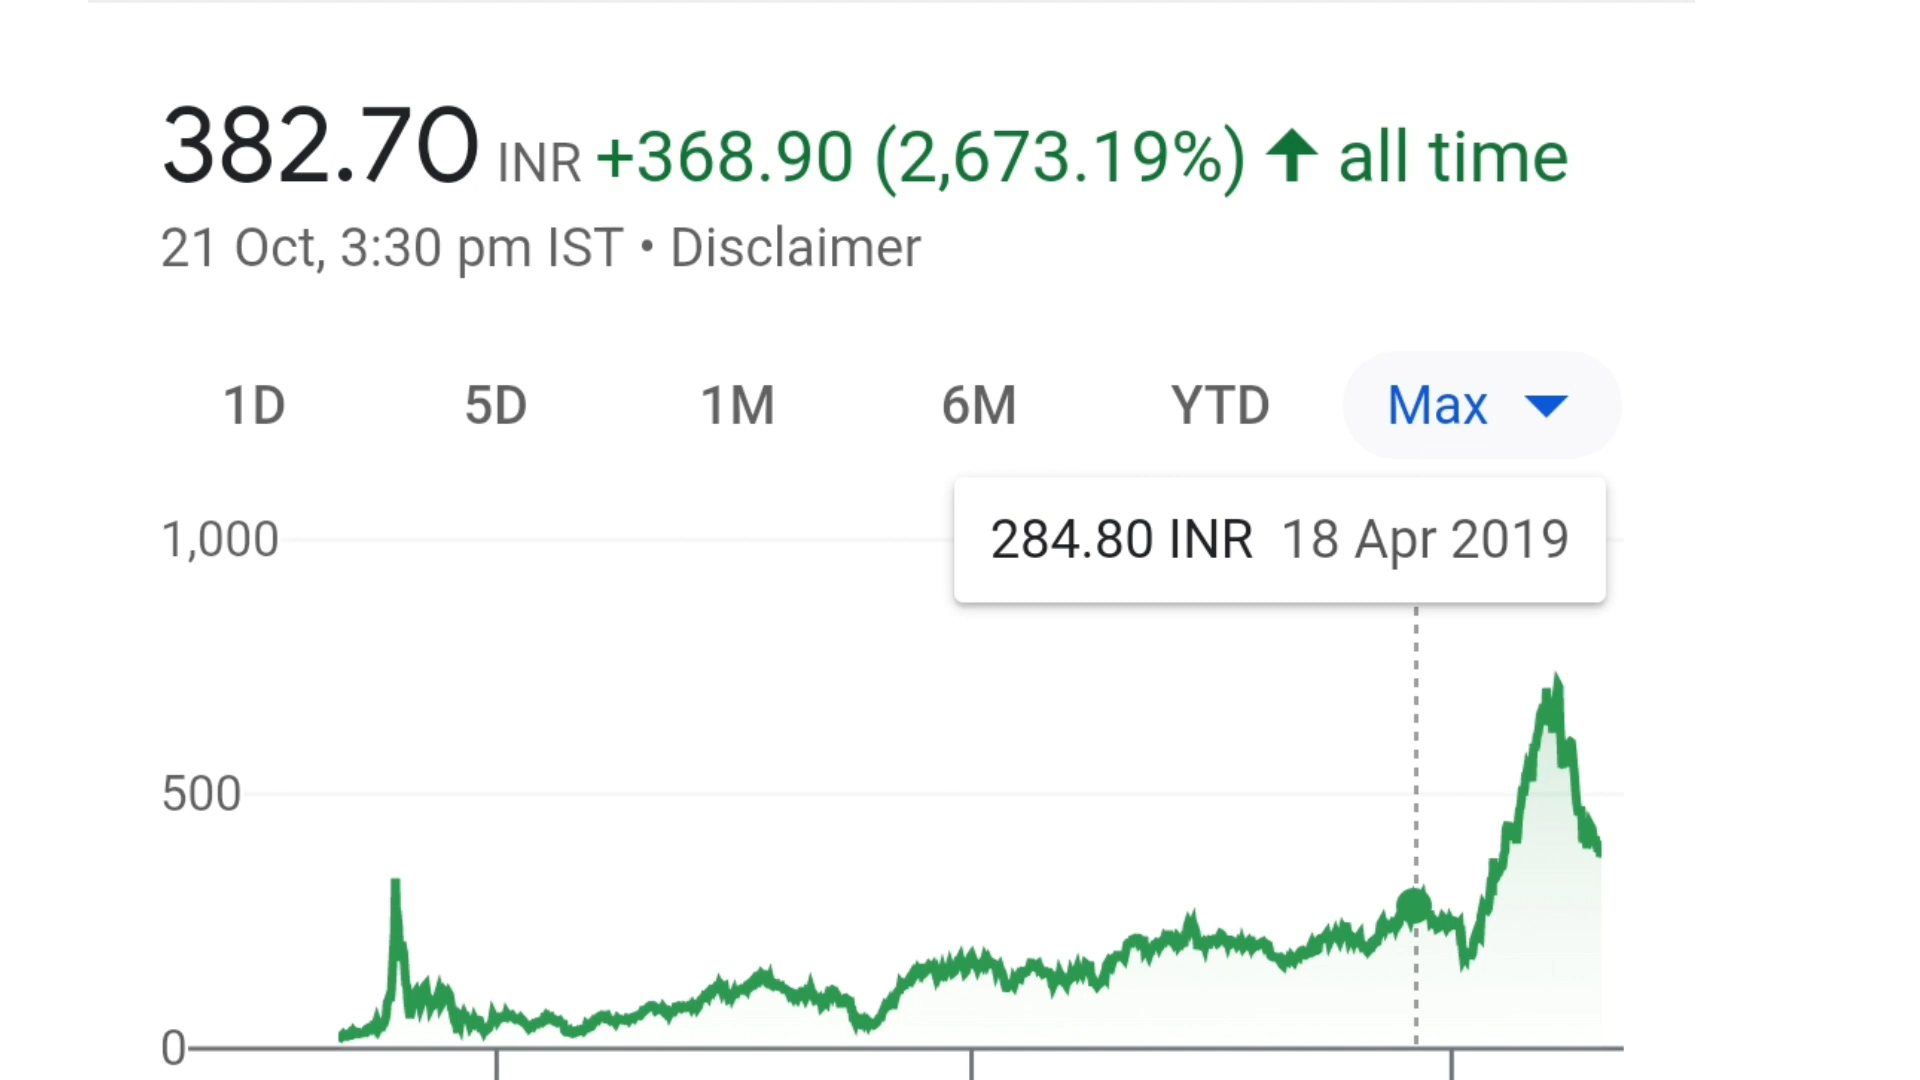 382.70 INR +368.90 (2,673.19%) ↑ all time
21 Oct, 3:30 pm IST • Disclaimer
1D 5D 1M 6M YTD Max
1,000
284.80 INR 18 Apr 2019
500
0